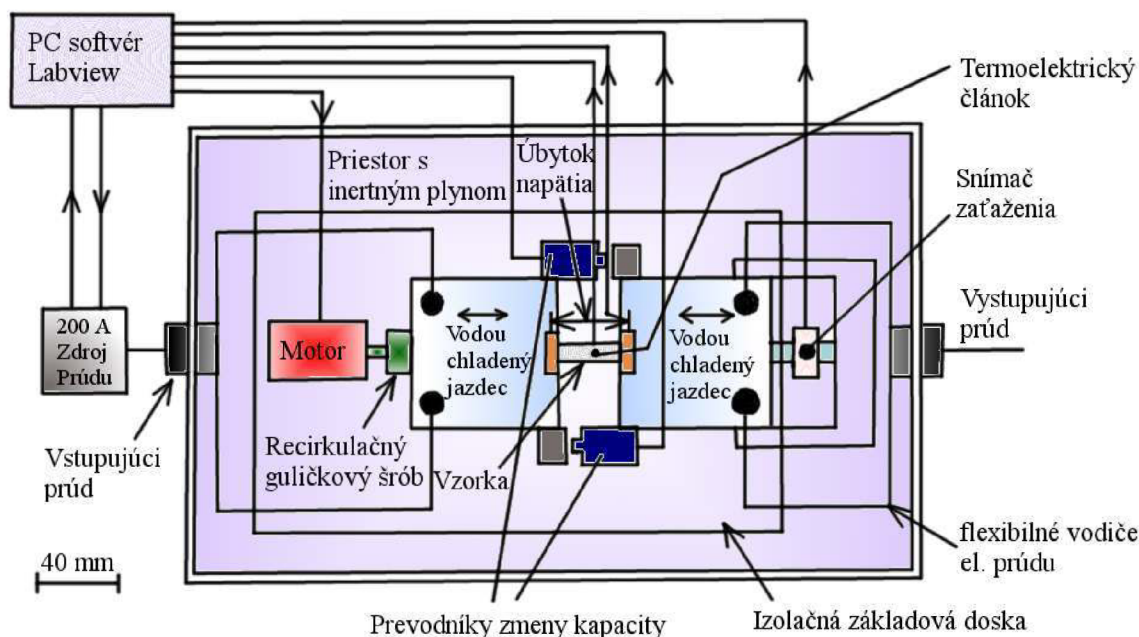 PC softvér
Labview
Termoelektrický
článok
Priestor s
inertným plynom
Úbytok
napätia
Snímač
zaťaženia
200 A
Zdroj
Prúdu
Motor
Vodou
chladený
jazdec
Vodou
chladený
jazdec
Vystupujúci
prúd
Vstupujúci
prúd
Recirkulačný
guličkový šrób
Vzorka
40 mm
flexibilné vodiče
el. prúdu
Prevodníky zmeny kapacity
Izolačná základová doska